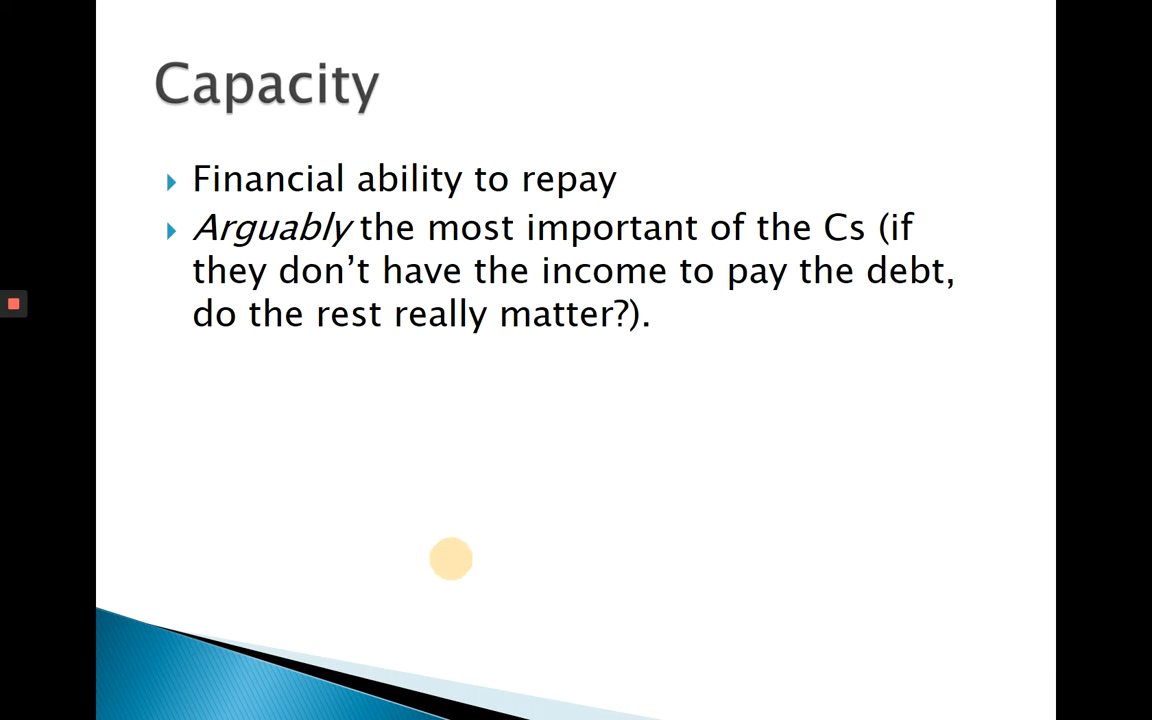 Capacity
Financial ability to repay
Arguably the most important of the Cs (if
they don’t have the income to pay the debt,
do the rest really matter?).